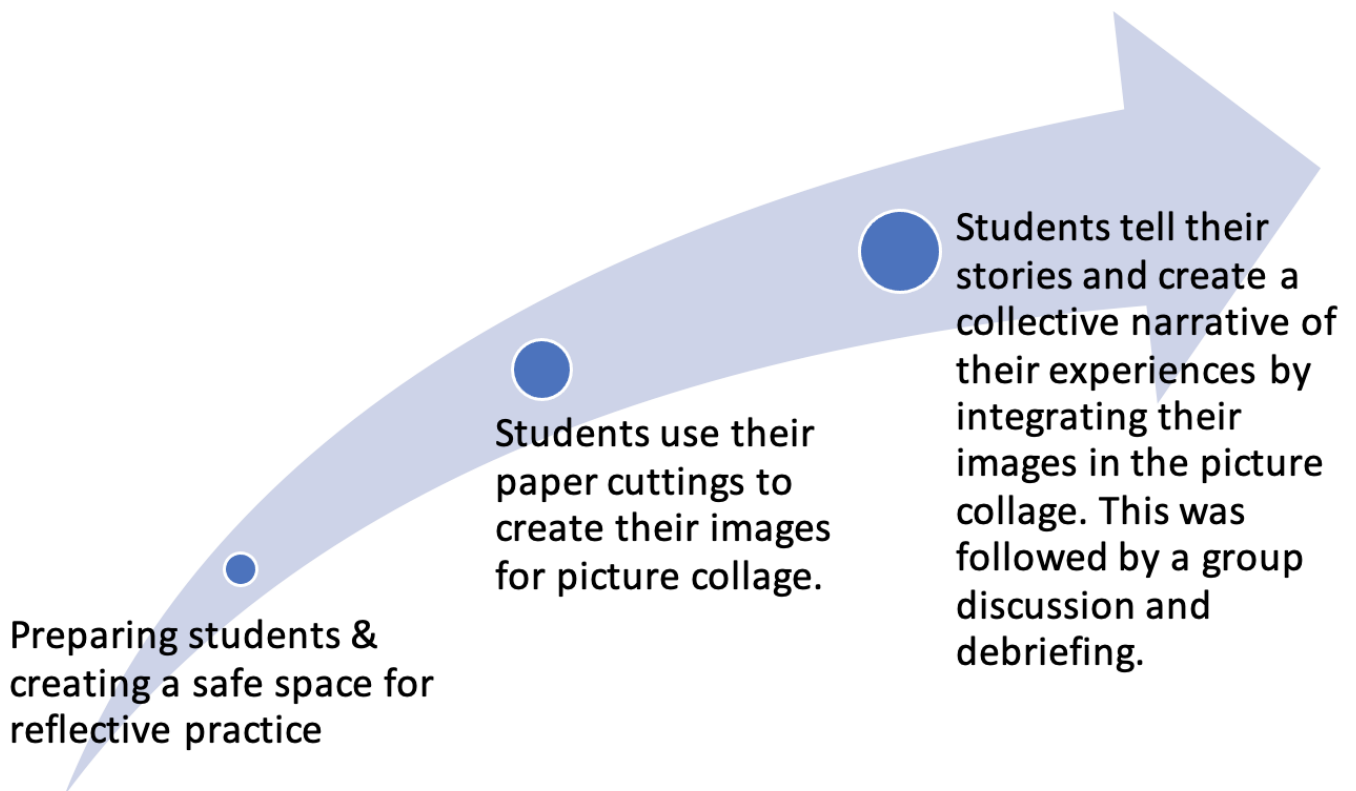 Preparing students &
creating a safe space for
reflective practice
Students use their
paper cuttings to
create their images
for picture collage.
Students tell their
stories and create a
collective narrative of
their experiences by
integrating their
images in the picture
collage. This was
followed by a group
discussion and
debriefing.